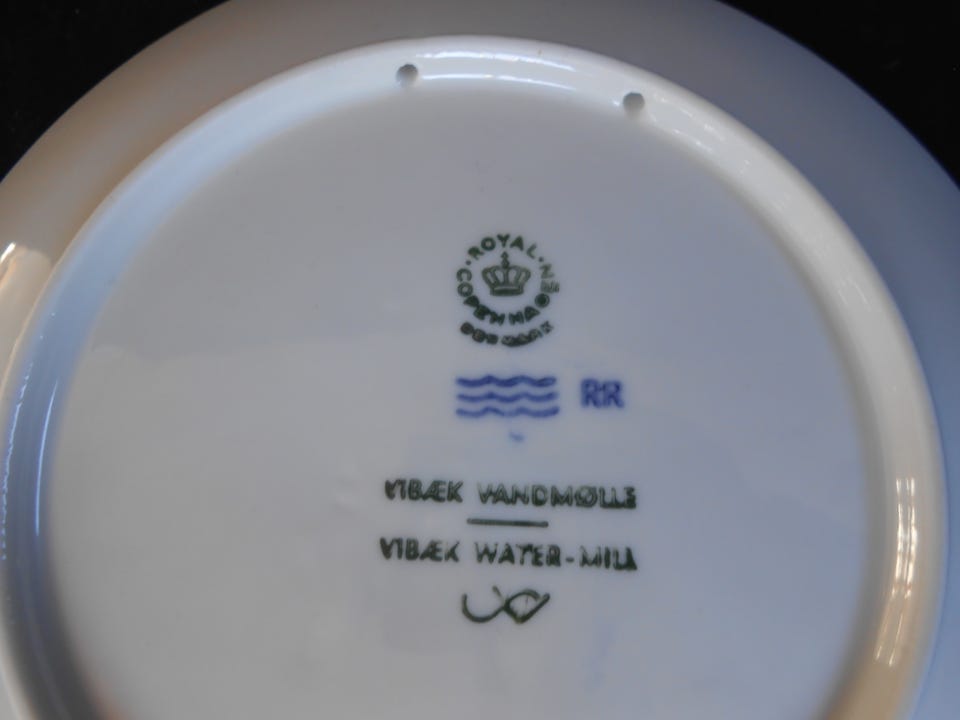 ROYAL
COPENHAGEN
DENMARK
RR
VIBÆK VANDMØLLE
VIBÆK WATER-MILL